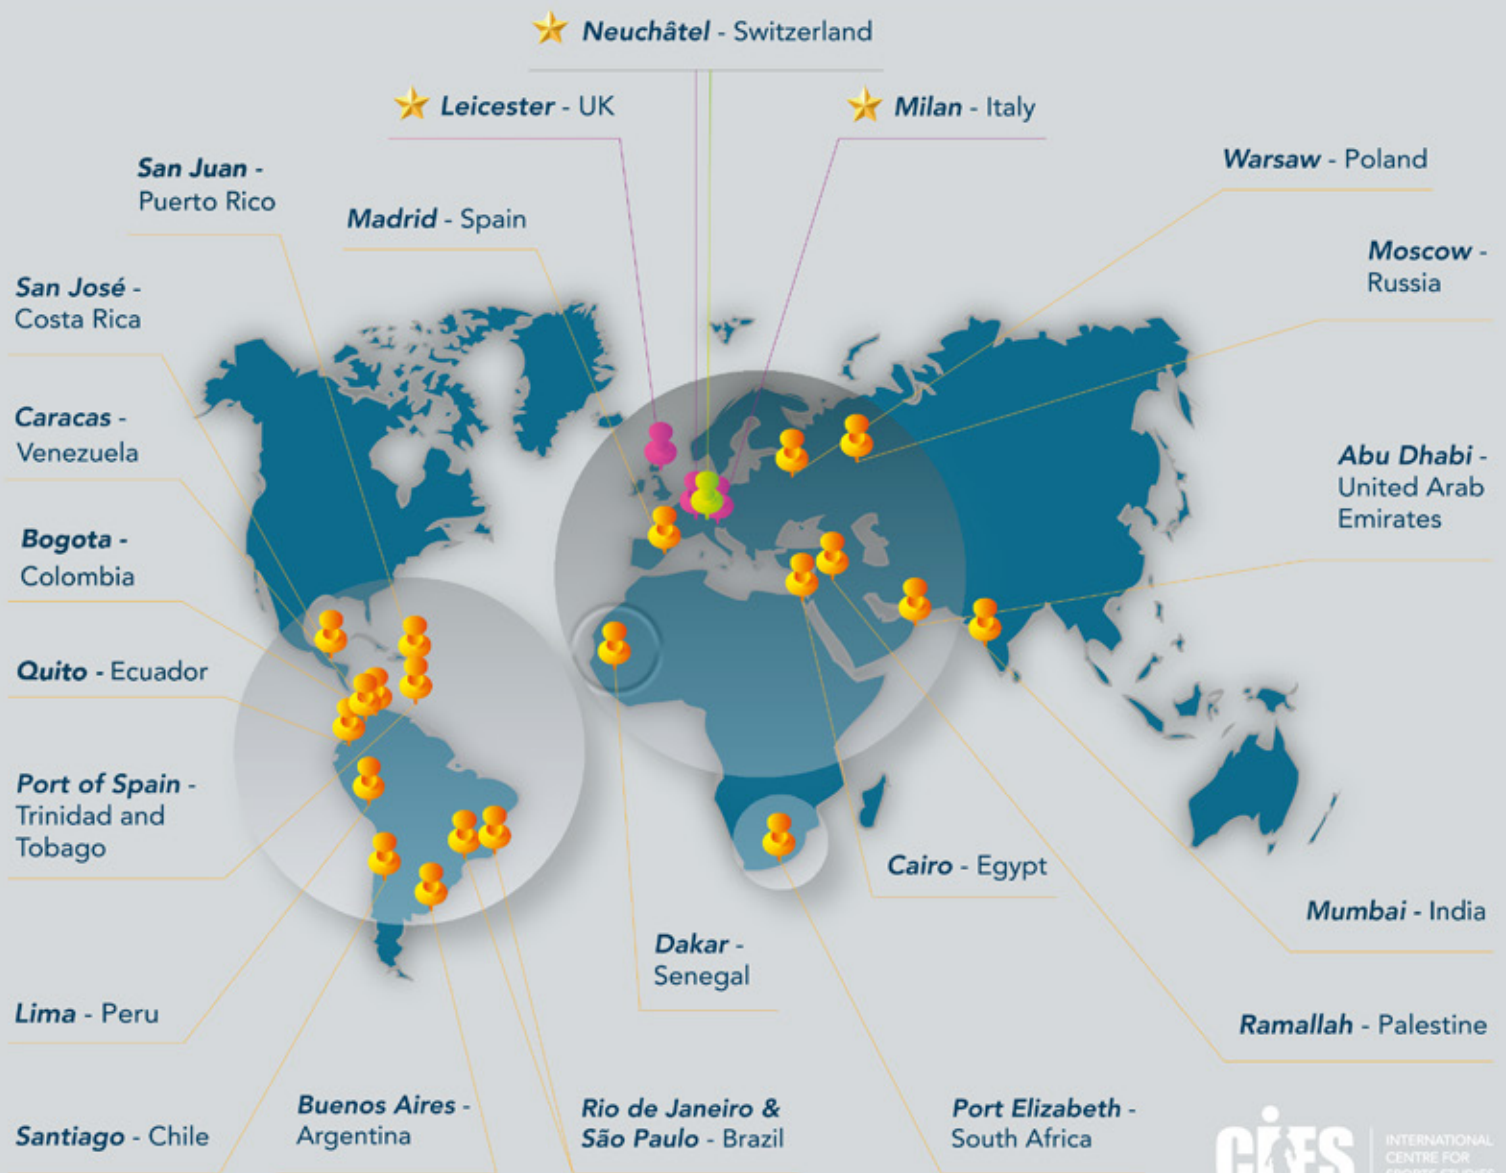 Neuchâtel - Switzerland
Leicester - UK
Milan - Italy
San Juan -
Puerto Rico
Madrid - Spain
Warsaw - Poland
Moscow -
Russia
San José -
Costa Rica
Caracas -
Venezuela
Abu Dhabi -
United Arab
Emirates
Bogota -
Colombia
Quito - Ecuador
Port of Spain -
Trinidad and
Tobago
Cairo - Egypt
Mumbai - India
Dakar -
Senegal
Lima - Peru
Ramallah - Palestine
Buenos Aires -
Argentina
Rio de Janeiro &
São Paulo - Brazil
Port Elizabeth -
South Africa
Santiago - Chile
CIES
INTERNATIONAL
CENTRE FOR